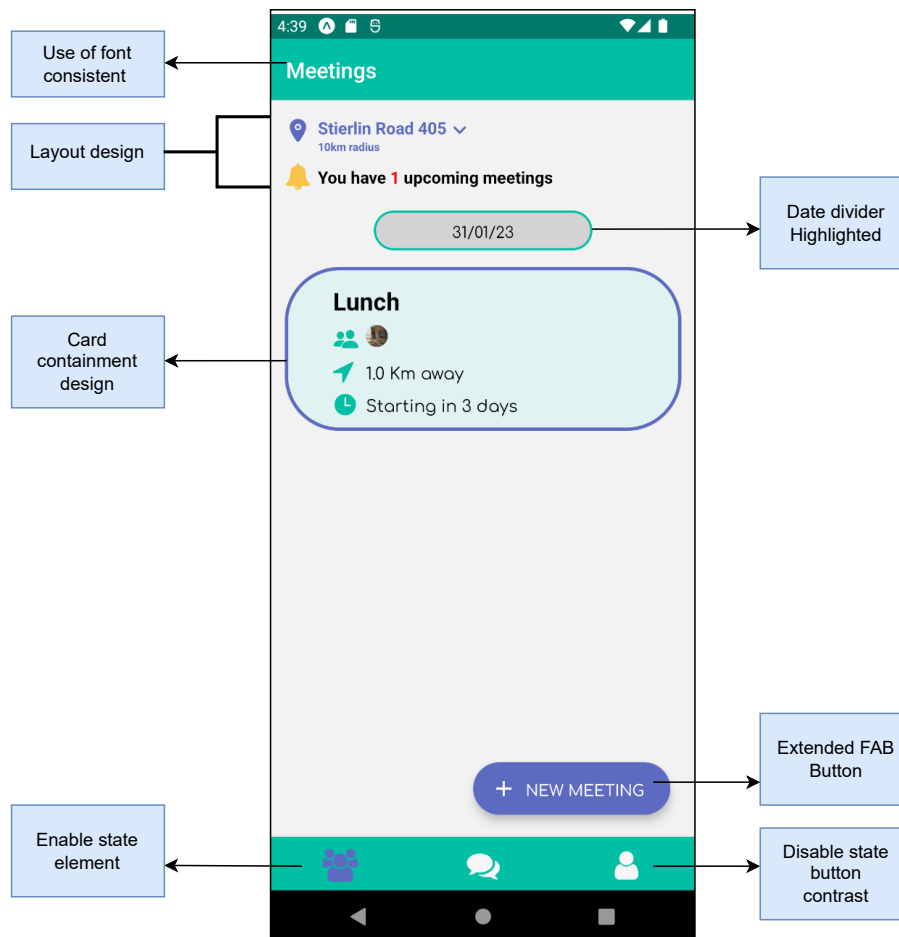 4:39
Meetings
Use of font
consistent
Stierlin Road 405
10km radius
Layout design
You have 1 upcoming meetings
31/01/23
Date divider
Highlighted
Lunch
Card
containment
design
1.0 Km away
Starting in 3 days
Extended FAB
Button
NEW MEETING
Enable state
element
Disable state
button
contrast